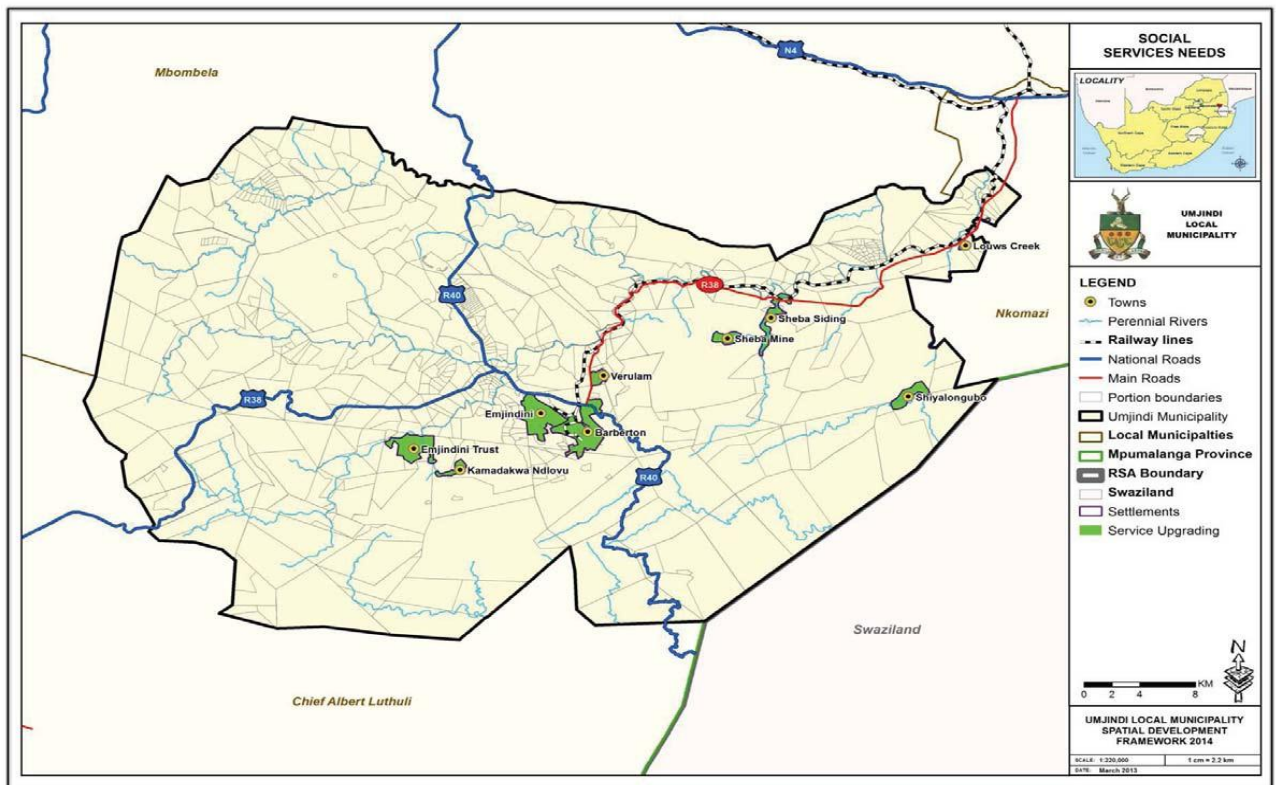 Mbombela
N4
R40
R38
Louws Creek
Nkomazi
Sheba Siding
Sheba Mine
Verulam
R38
Shiyalongubo
Emjindini
Barberton
Emjindini Trust
Kamadakwa Ndlovu
R40
Swaziland
Chief Albert Luthuli
SOCIAL
SERVICES NEEDS
LOCALITY
UMJINDI
LOCAL
MUNICIPALITY
LEGEND
Towns
Perennial Rivers
Railway lines
National Roads
Main Roads
Portion boundaries
Umjindi Municipality
Local Municipalties
Mpumalanga Province
RSA Boundary
Swaziland
Settlements
Service Upgrading
N
KM
0 2 4 8
UMJINDI LOCAL MUNICIPALITY
SPATIAL DEVELOPMENT
FRAMEWORK 2014
SCALE: 1:220,000 1 cm = 2.2 km
DATE: March 2013